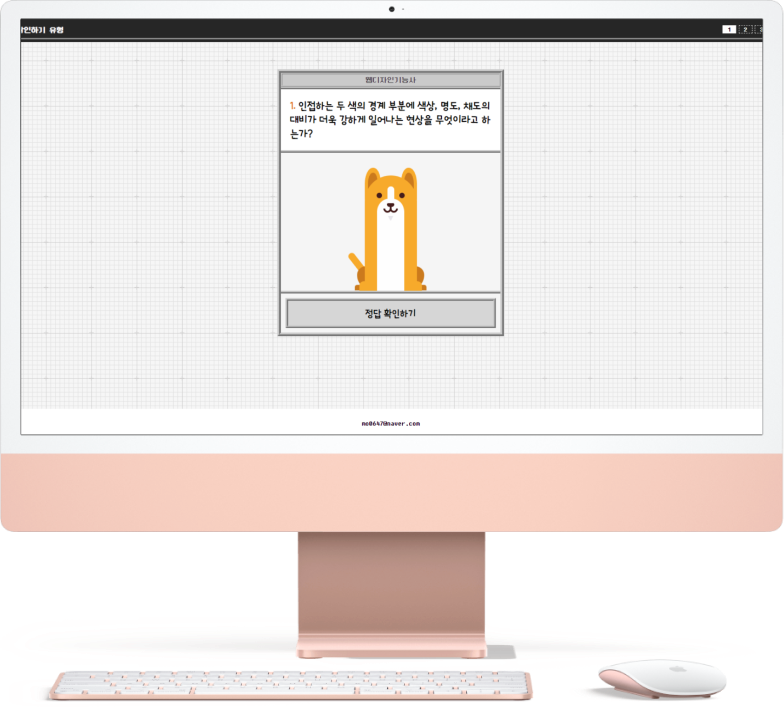 확인하기 유형
1 2
웹디자인기능사
1. 인접하는 두 색의 경계 부분에 색상, 명도, 채도의
대비가 더욱 강하게 일어나는 현상을 무엇이라고 하
는가?
정답 확인하기
mo0647@naver.com